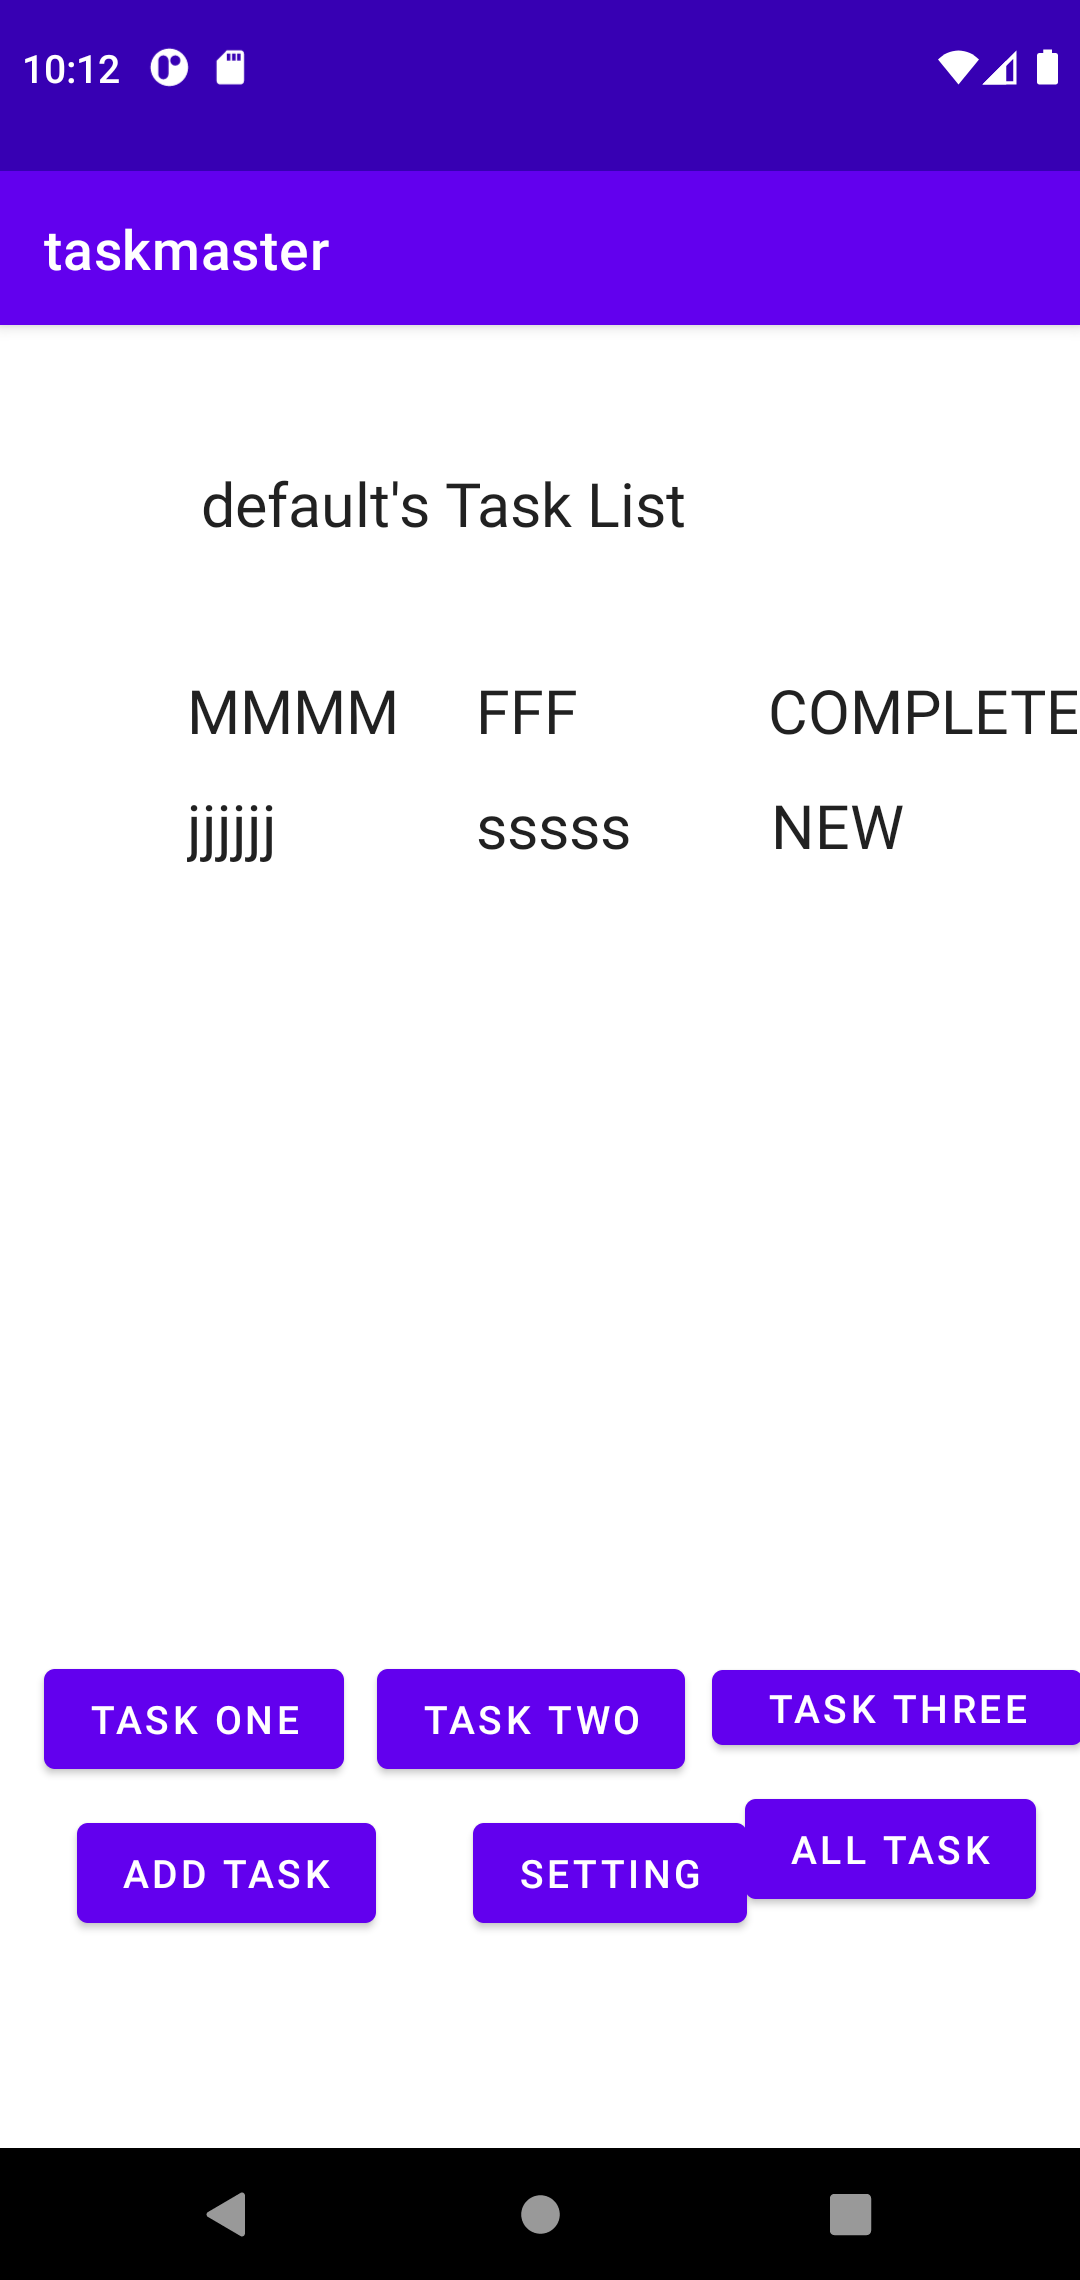 10:12
taskmaster
default's Task List
MMMM FFF COMPLETE
jjjjjj sssss NEW
TASK ONE TASK TWO TASK THREE
ADD TASK SETTING ALL TASK